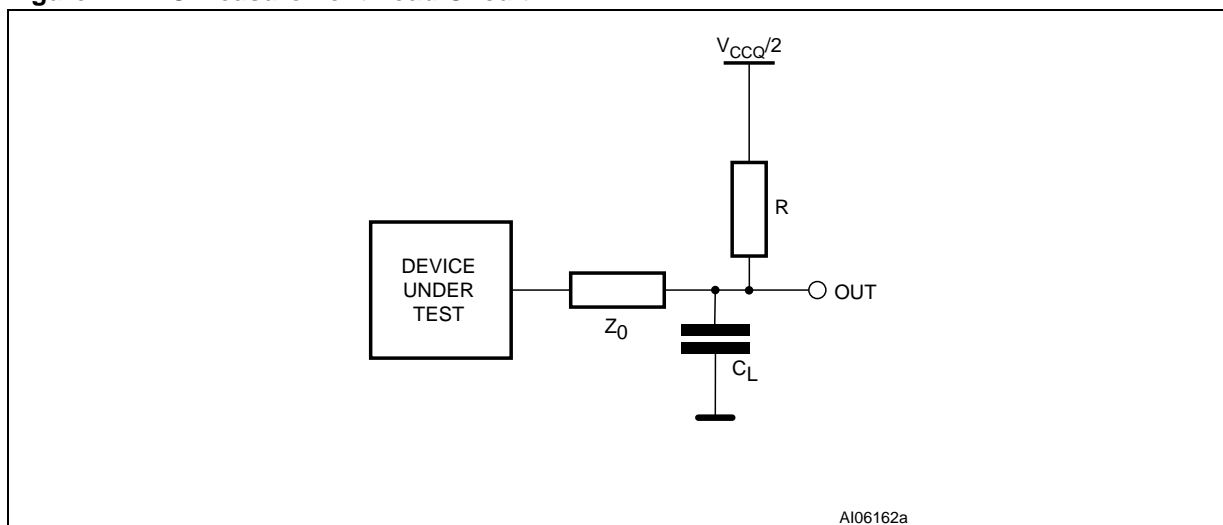 V_CCQ/2
R
DEVICE
UNDER
TEST
Z_0
OUT
C_L
AI06162a